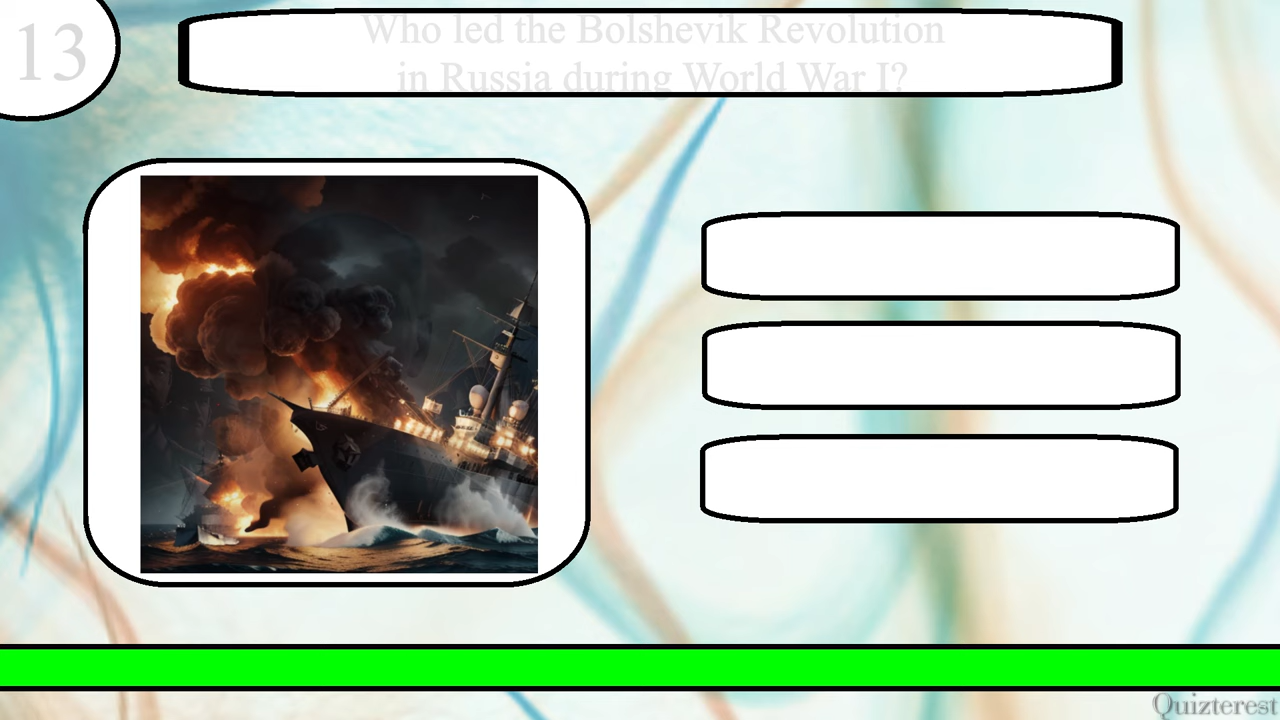 13
Who led the Bolshevik Revolution
in Russia during World War I?
Quizterest